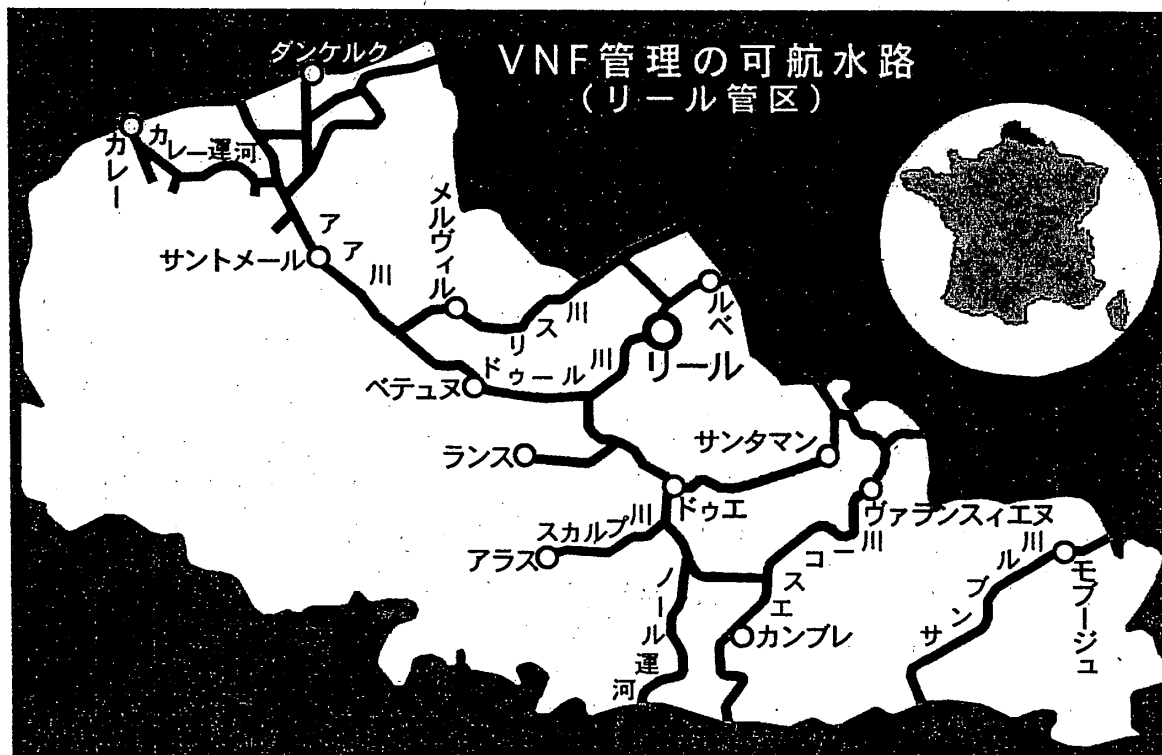 VNF管理の可航水路
(リール管区)
ダンケルク
カレー
カレー運河
メルヴィル
アア川
サントメール
リス川
ルベ
リール
ドゥール川
ベテュヌ
サンタマン
ランス
ドゥエ
ヴァランスィエヌ
スカルプ川
アラス
エスコー川
サンブル川
モブージュ
ノール運河
カンブレ